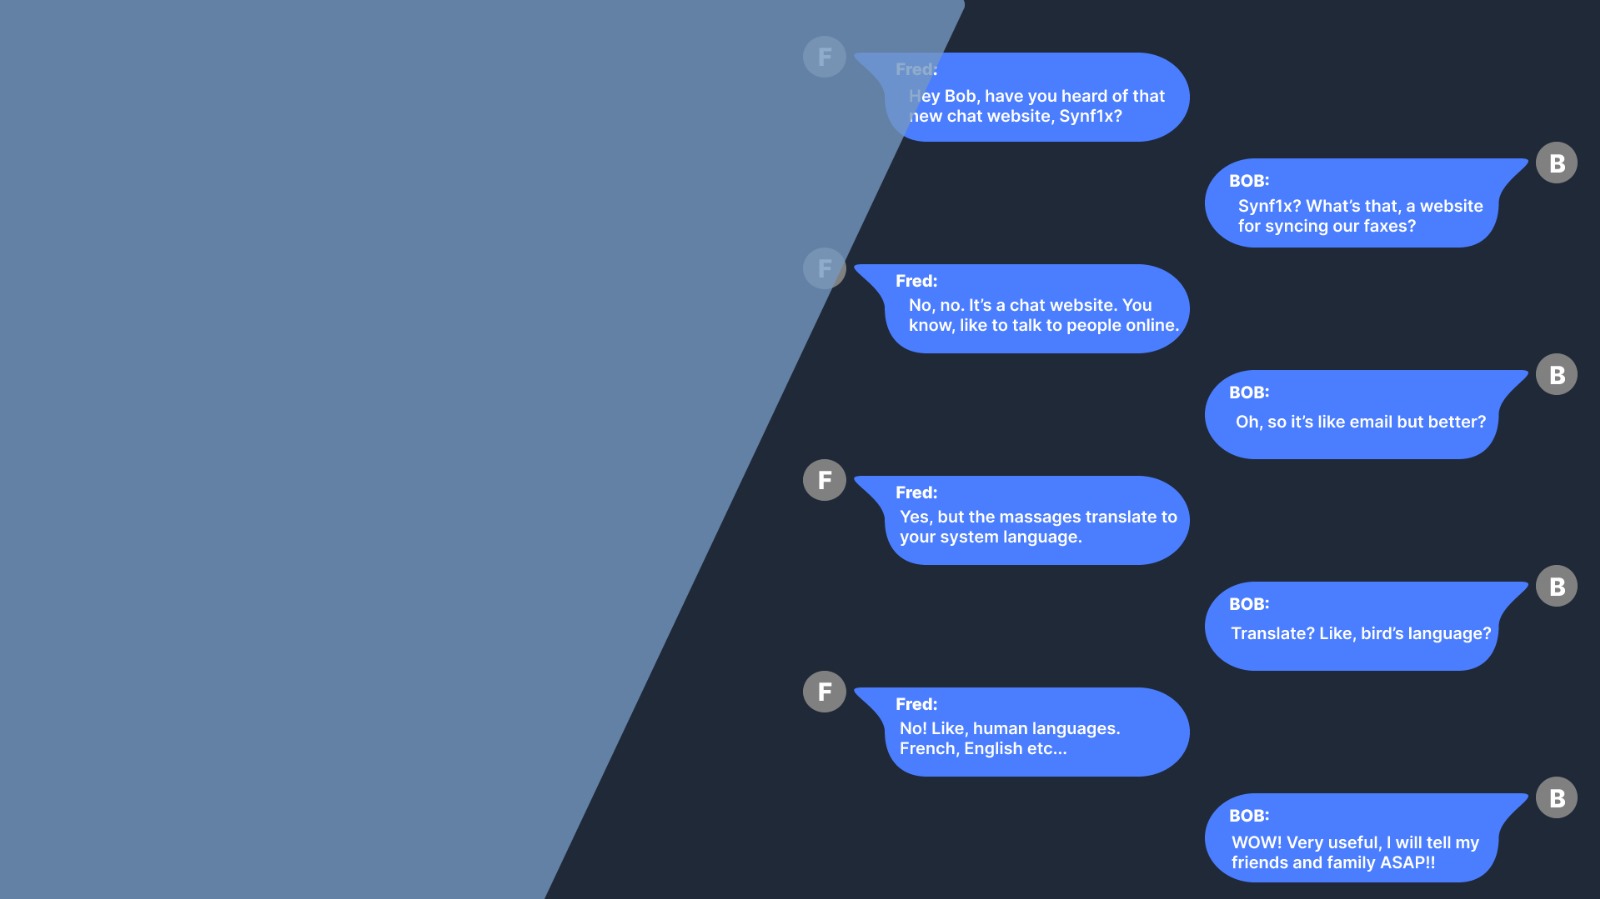 F
Fred:
Hey Bob, have you heard of that
new chat website, Synf1x?
B
BOB:
Synf1x? What's that, a website
for syncing our faxes?
F
Fred:
No, no. It's a chat website. You
know, like to talk to people online.
B
BOB:
Oh, so it's like email but better?
F
Fred:
Yes, but the massages translate to
your system language.
B
BOB:
Translate? Like, bird's language?
F
Fred:
No! Like, human languages.
French, English etc...
B
BOB:
WOW! Very useful, I will tell my
friends and family ASAP!!